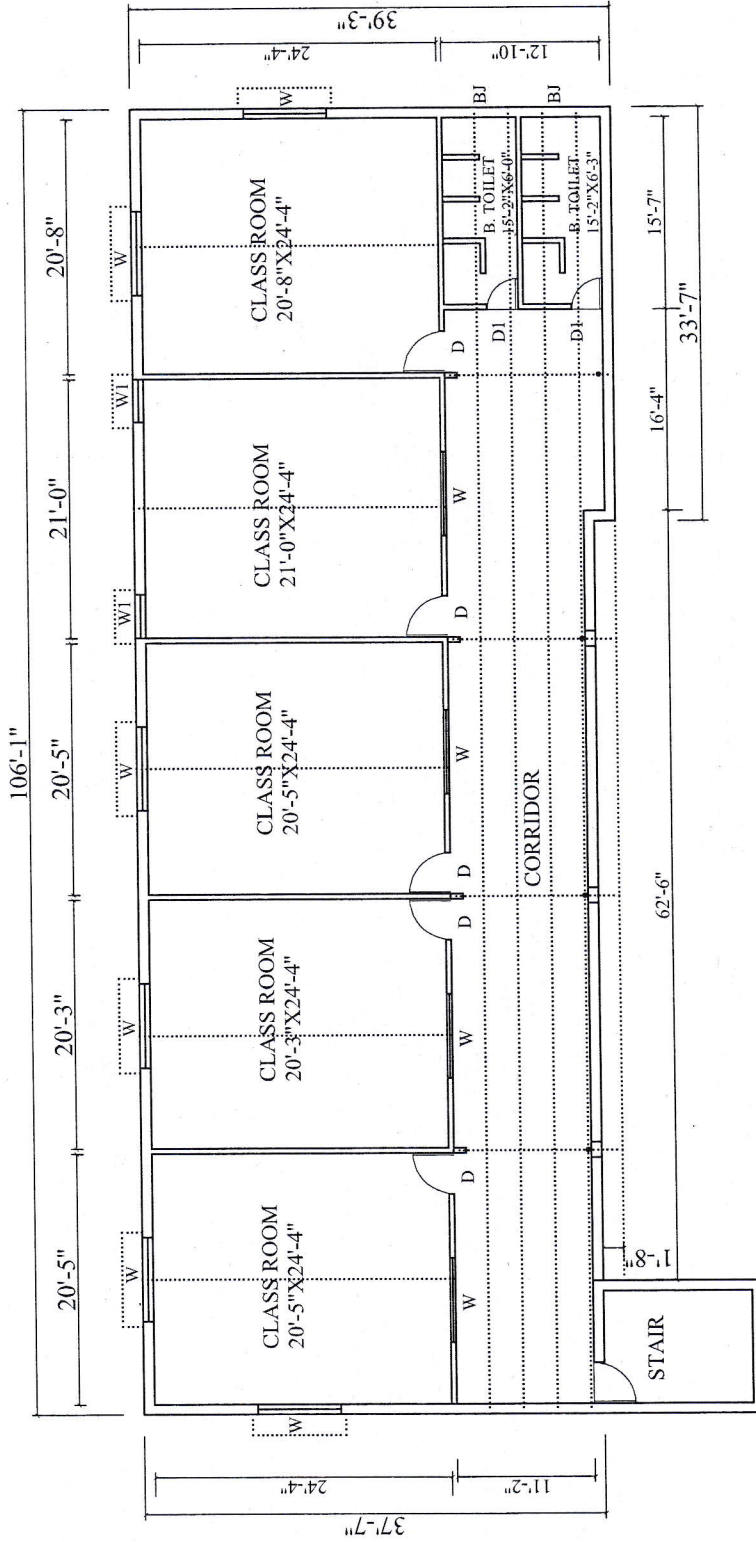 106'-1"
20'-5"
20'-3"
20'-5"
21'-0"
20'-8"
W
W
W
W1
W1
W
39'-3"
24'-4"
12'-10"
37'-7"
24'-4"
11'-2"
W
W
CLASS ROOM
20'-5"X24'-4"
CLASS ROOM
20'-3"X24'-4"
CLASS ROOM
20'-5"X24'-4"
CLASS ROOM
21'-0"X24'-4"
CLASS ROOM
20'-8"X24'-4"
D
D
D
D
D
W
W
W
W
B. TOILET
15'-2"X6'-0"
BJ
D1
B. TOILET
15'-2"X6'-3"
BJ
D1
CORRIDOR
STAIR
1'-8"
62'-6"
16'-4"
15'-7"
33'-7"